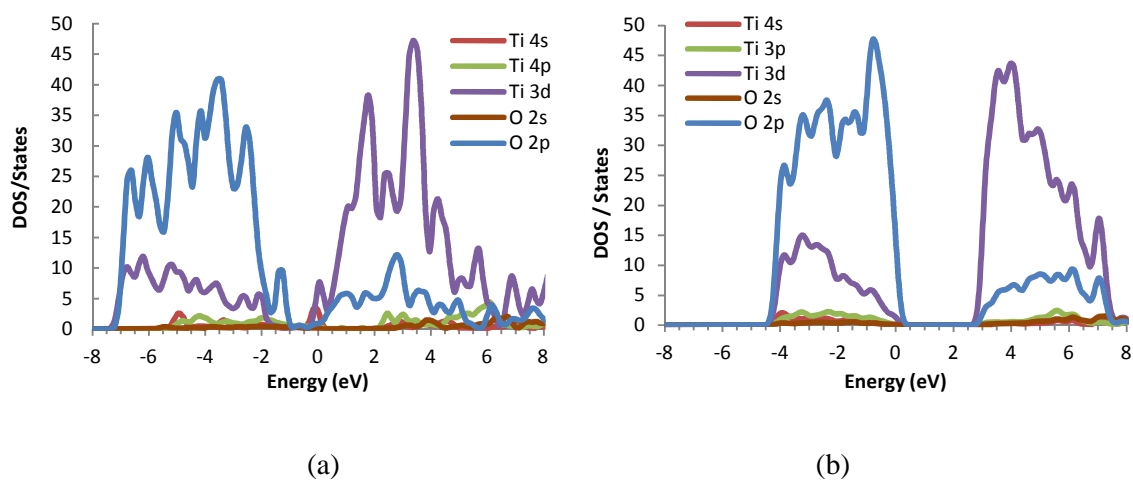 50
45
40
35
30
25
20
15
10
5
0
DOS/States
-8 -6 -4 -2 0 2 4 6 8
Energy (eV)
Ti 4s
Ti 4p
Ti 3d
O 2s
O 2p
(a)
50
45
40
35
30
25
20
15
10
5
0
DOS / States
-8 -6 -4 -2 0 2 4 6 8
Energy (eV)
Ti 4s
Ti 3p
Ti 3d
O 2s
O 2p
(b)